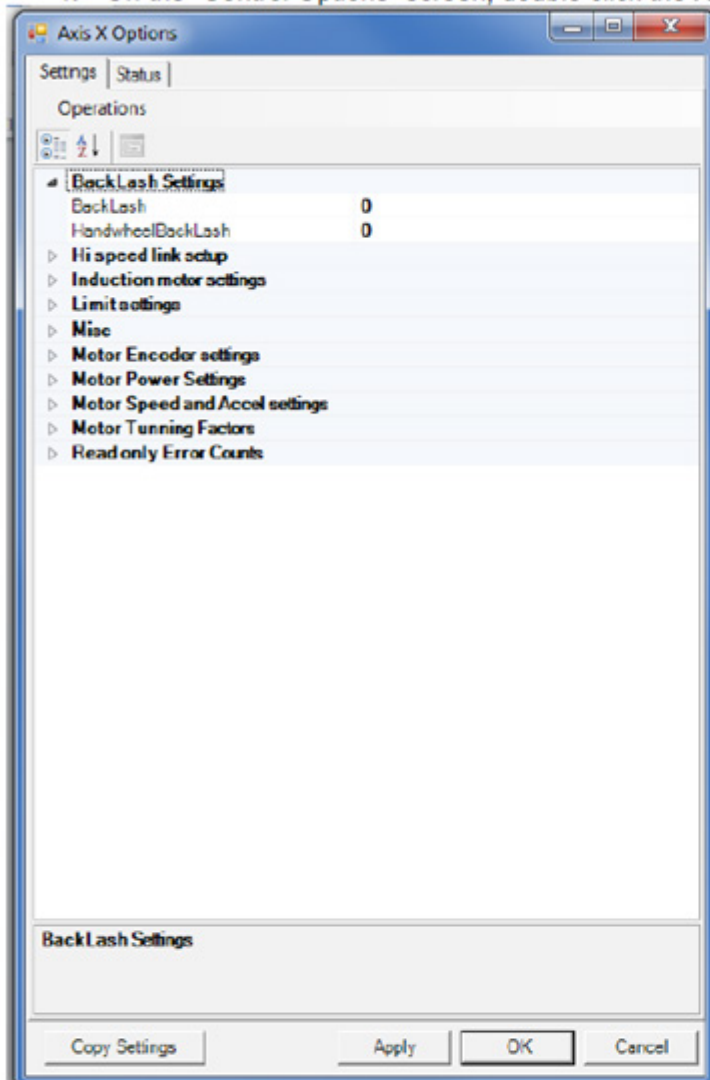 Axis X Options
Settings Status
Operations
BackLash Settings
BackLash 0
HandwheelBackLash 0
Hi speed link setup
Induction motor settings
Limit settings
Misc
Motor Encoder settings
Motor Power Settings
Motor Speed and Accel settings
Motor Tunning Factors
Read only Error Counts
BackLash Settings
Copy Settings Apply OK Cancel